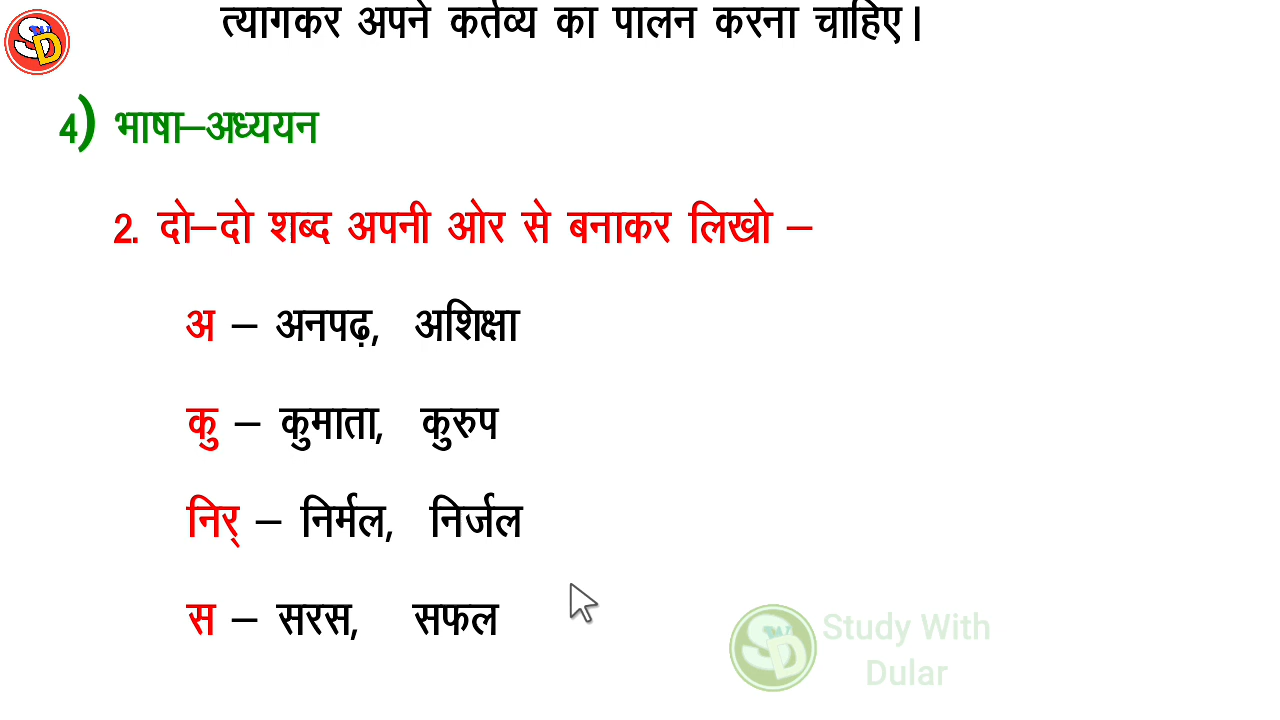 त्यागकर अपने कर्तव्य का पालन करना चाहिए।
4) भाषा–अध्ययन
2. दो–दो शब्द अपनी ओर से बनाकर लिखो –
अ – अनपढ़, अशिक्षा
कु – कुमाता, कुरुप
निर् – निर्मल, निर्जल
स – सरस, सफल
Study With
Dular